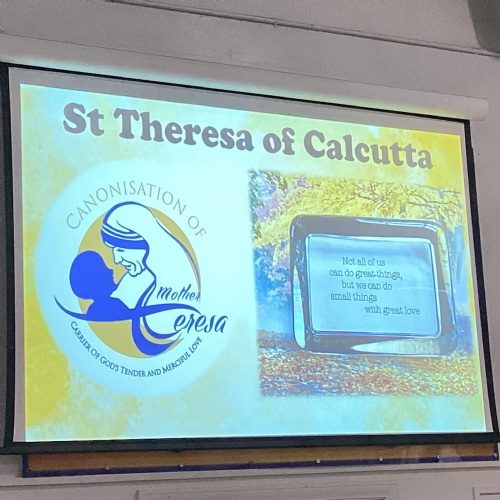 St Theresa of Calcutta
CANONISATION OF
Mother
Teresa
CARRIER OF GOD'S TENDER AND MERCIFUL LOVE
Not all of us
can do great things,
but we can do
small things
with great love